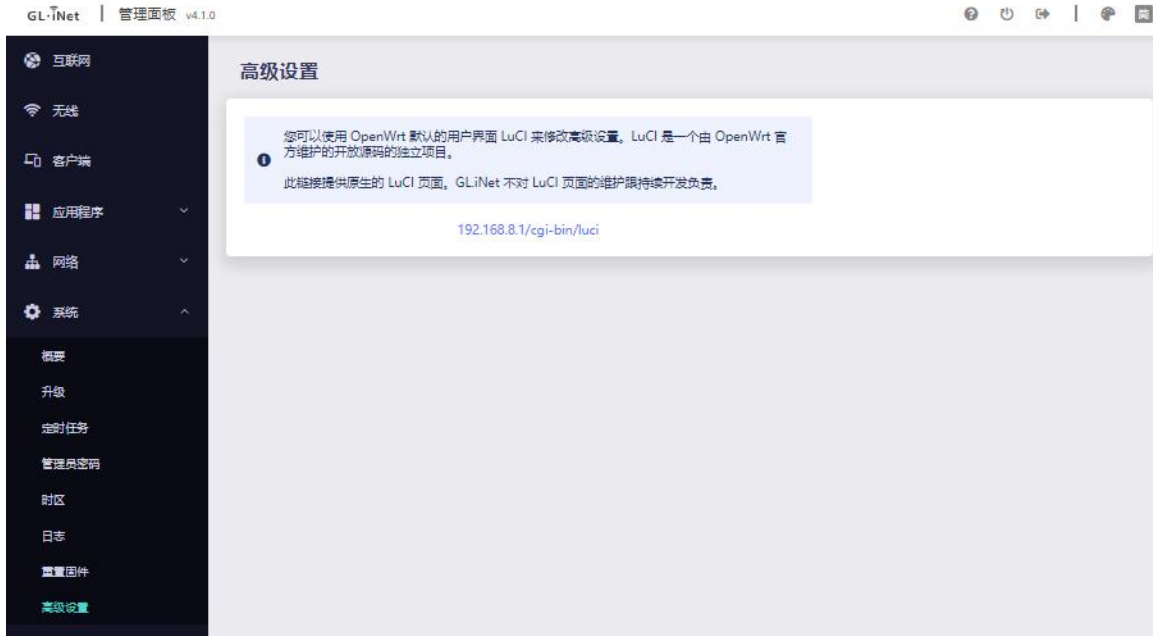 GL·iNet | 管理面板 v4.1.0
简
互联网
无线
客户端
应用程序
网络
系统
概要
升级
定时任务
管理员密码
时区
日志
重置固件
高级设置
高级设置
您可以使用 OpenWrt 默认的用户界面 LuCI 来修改高级设置。LuCI 是一个由 OpenWrt 官
方维护的开放源码的独立项目。
此链接提供原生的 LuCI 页面。GL.iNet 不对 LuCI 页面的维护跟持续开发负责。
192.168.8.1/cgi-bin/luci